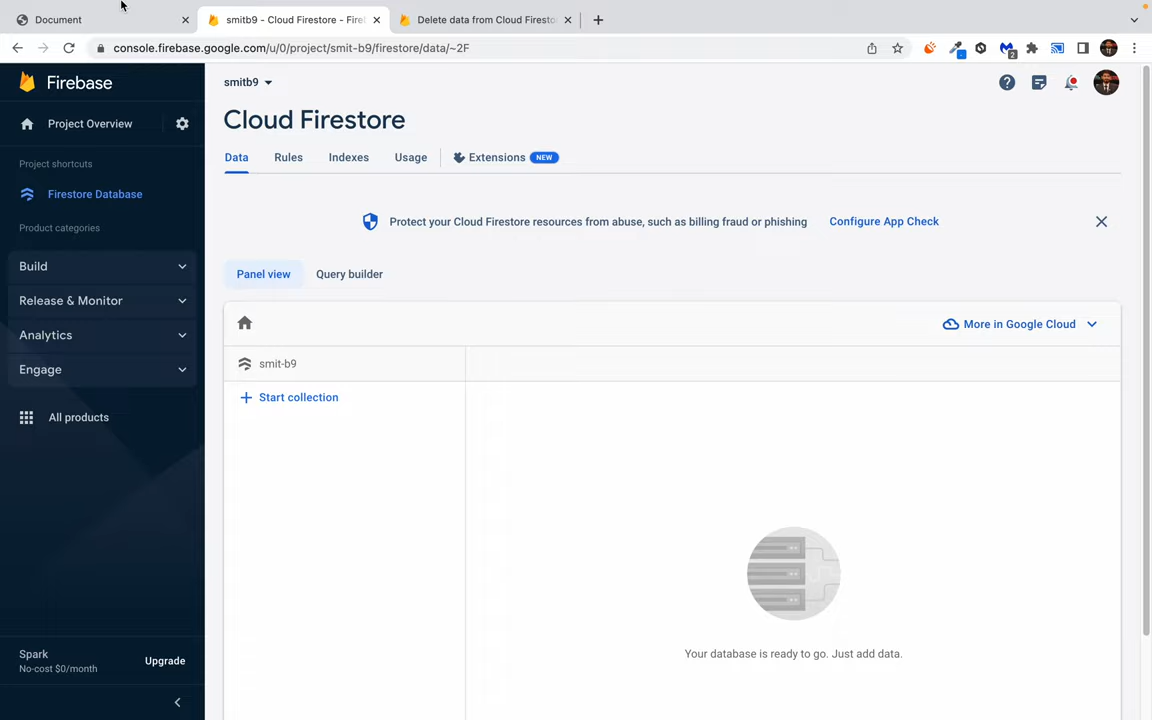 Document
smitb9 - Cloud Firestore - Fire
Delete data from Cloud Firesto
console.firebase.google.com/u/0/project/smit-b9/firestore/data/~2F
2
Firebase
smitb9
Project Overview
Cloud Firestore
Data
Rules
Indexes
Usage
Extensions
NEW
Project shortcuts
Firestore Database
Product categories
Protect your Cloud Firestore resources from abuse, such as billing fraud or phishing
Configure App Check
Build
Panel view
Query builder
Release & Monitor
Analytics
More in Google Cloud
Engage
smit-b9
Start collection
All products
Your database is ready to go. Just add data.
Spark
No-cost $0/month
Upgrade